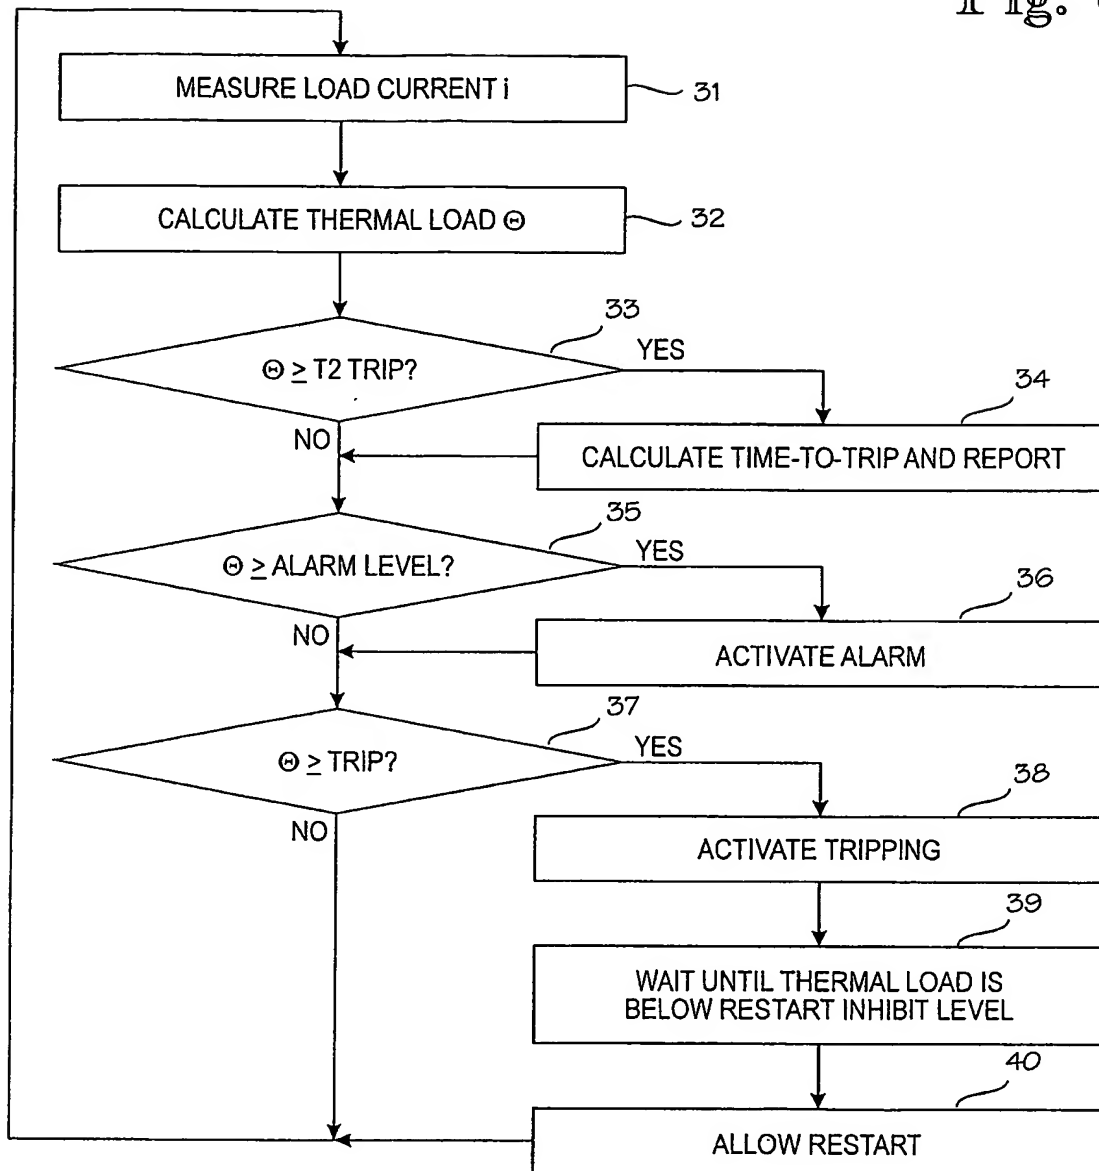 Fig.
MEASURE LOAD CURRENT i
31
CALCULATE THERMAL LOAD Θ
32
33
Θ ≥ T2 TRIP?
YES
NO
34
CALCULATE TIME-TO-TRIP AND REPORT
35
Θ ≥ ALARM LEVEL?
YES
NO
36
ACTIVATE ALARM
37
Θ ≥ TRIP?
YES
NO
38
ACTIVATE TRIPPING
39
WAIT UNTIL THERMAL LOAD IS
BELOW RESTART INHIBIT LEVEL
40
ALLOW RESTART